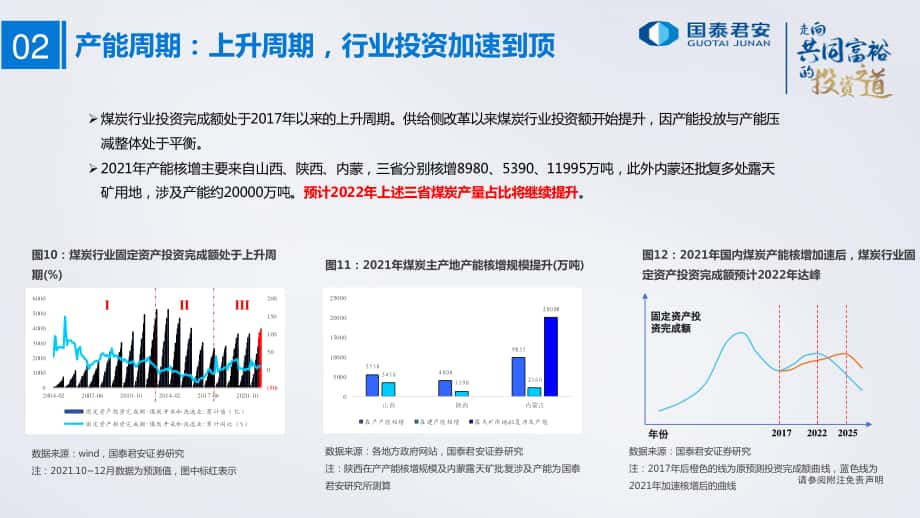 02
产能周期：上升周期，行业投资加速到顶
国泰君安
GUOTAI JUNAN
走向
共同富裕
的投资之道
➢煤炭行业投资完成额处于2017年以来的上升周期。供给侧改革以来煤炭行业投资额开始提升，因产能投放与产能压
减整体处于平衡。
➢2021年产能核增主要来自山西、陕西、内蒙，三省分别核增8980、5390、11995万吨，此外内蒙还批复多处露天
矿用地，涉及产能约20000万吨。预计2022年上述三省煤炭产量占比将继续提升。
图10：煤炭行业固定资产投资完成额处于上升周
期(%)
6000
5000
4000
3000
2000
1000
0
I
II
III
200
150
100
50
0
(50)
2004-02 2007-06 2010-10 2014-02 2017-06 2020-10
固定资产投资完成额:煤炭开采和洗选业:累计值（亿）
固定资产投资完成额:煤炭开采和洗选业:累计同比（%）
数据来源：wind，国泰君安证券研究
注：2021.10~12月数据为预测值，图中标红表示
图11：2021年煤炭主产地产能核增规模提升(万吨)
25000
20000
15000
10000
5000
0
5530
3450
4000
1390
9835
2160
山西
陕西
内蒙古
在产产能核增
在建产能核增
露天矿用地批复涉及产能
数据来源：各地方政府网站，国泰君安证券研究
注：陕西在产产能核增规模及内蒙露天矿批复涉及产能为国泰
君安研究所测算
图12：2021年国内煤炭产能核增加速后，煤炭行业固
定资产投资完成额预计2022年达峰
固定资产投
资完成额
年份
2017 2022 2025
数据来源：国泰君安证券研究
注：2017年后橙色的线为原预测投资完成额曲线，蓝色线为
2021年加速核增后的曲线
请参阅附注免责声明